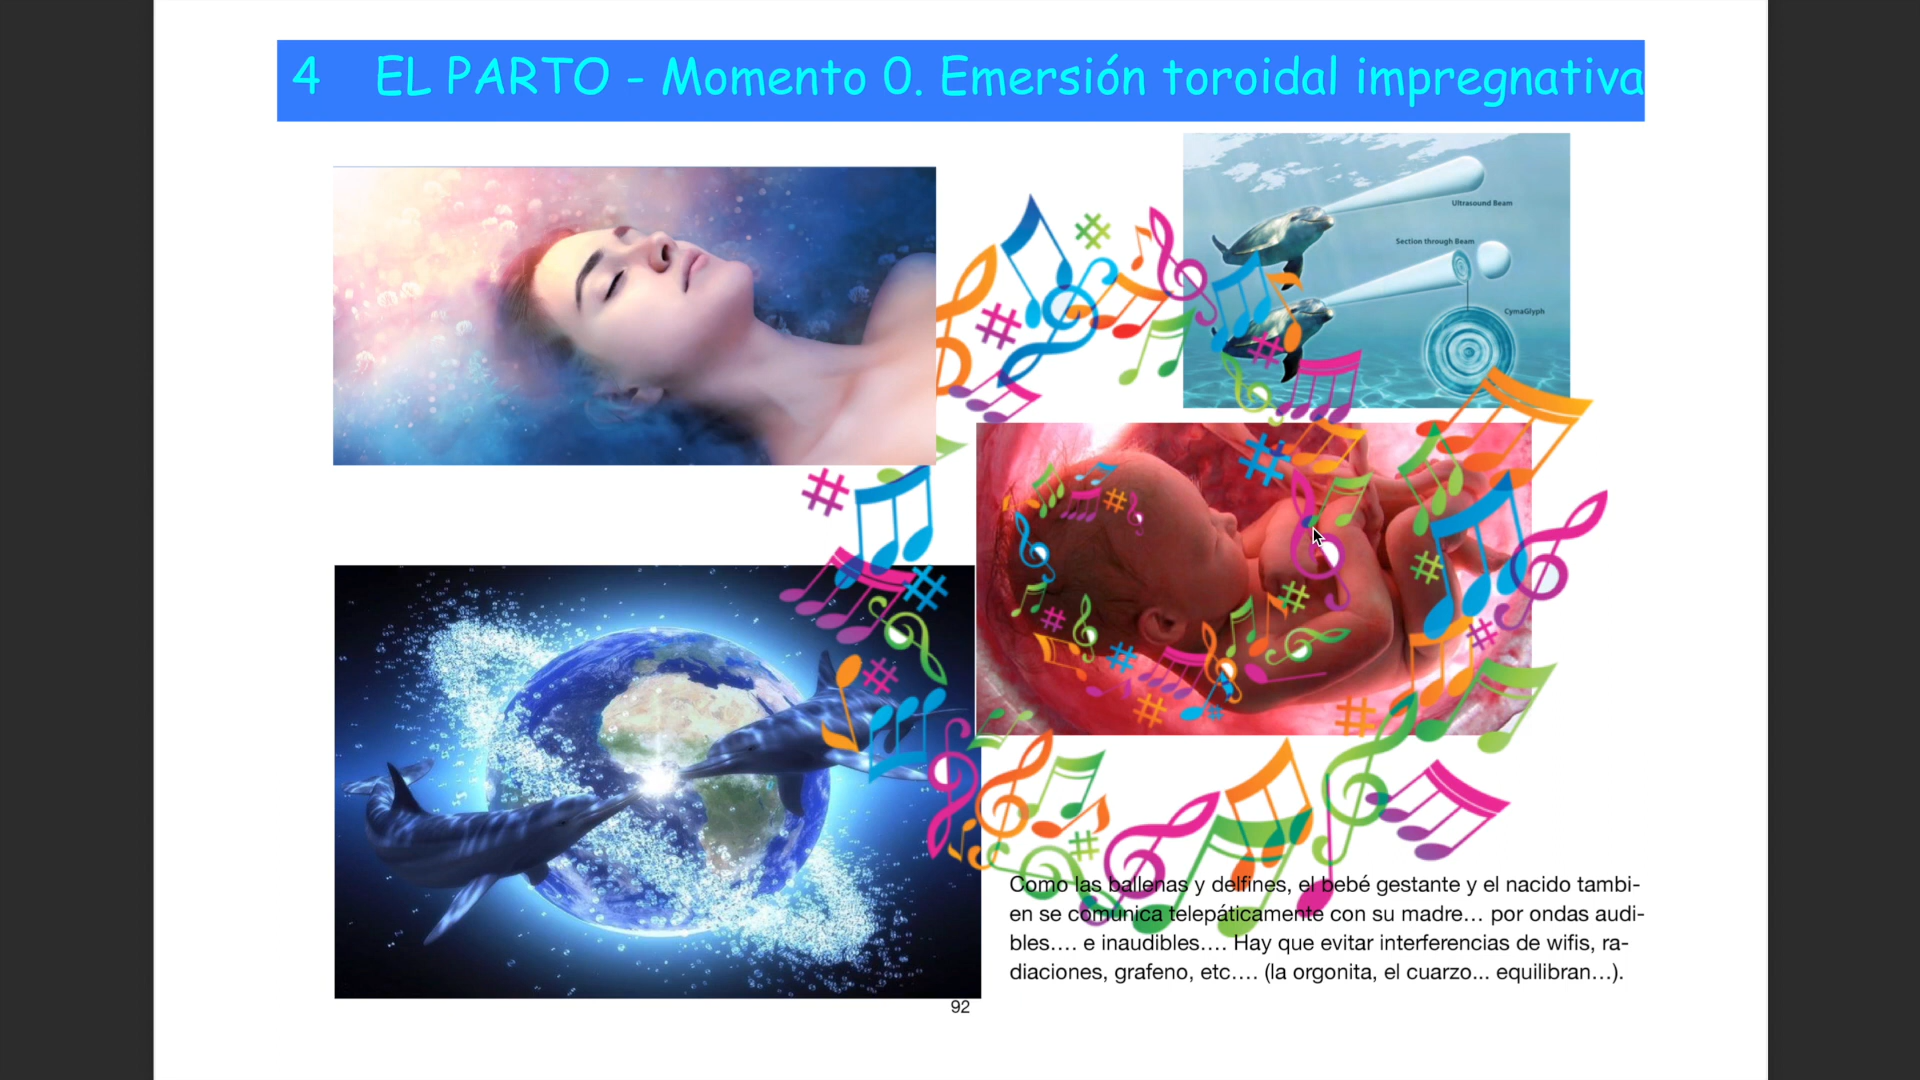 4 EL PARTO - Momento 0. Emersión toroidal impregnativa
Ultrasound Beam
Section through Beam
CymaGlyph
Como las ballenas y delfines, el bebé gestante y el nacido tambi-
en se comunica telepáticamente con su madre... por ondas audi-
bles.... e inaudibles.... Hay que evitar interferencias de wifis, ra-
diaciones, grafeno, etc.... (la orgonita, el cuarzo... equilibran...).
92